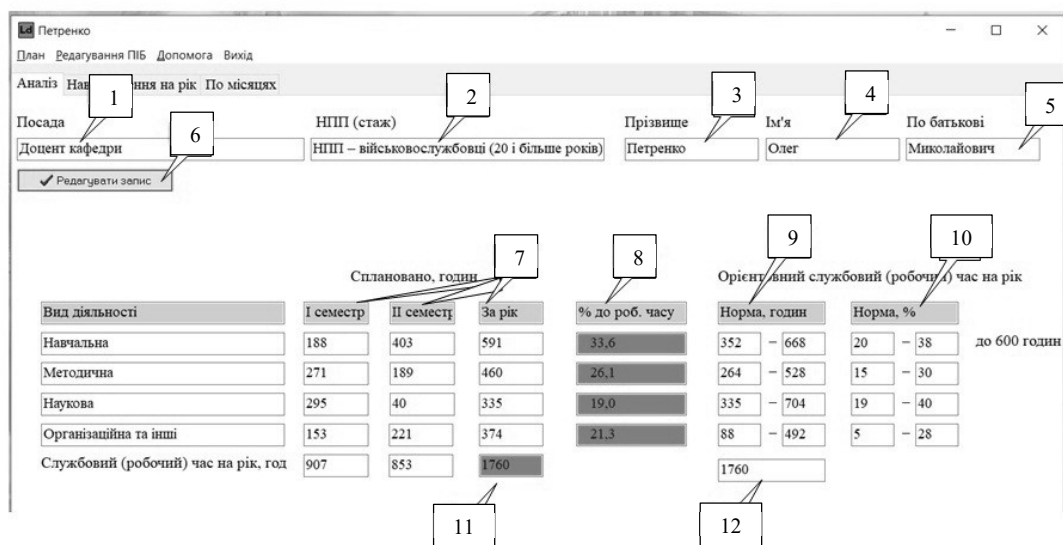 Ld Петренко
План Редагування ПІБ Допомога Вихід
Аналіз На ння на рік По місяцях
1 2 3 4 5
Посада НПП (стаж) Прізвище Ім'я По батькові
6
Доцент кафедри НПП – військовослужбовці (20 і більше років) Петренко Олег Миколайович
Редагувати запис
7 8 9 10
Сплановано, годин Орієнтовний службовий (робочий) час на рік
Вид діяльності І семестр ІІ семестр За рік % до роб. часу Норма, годин Норма, %
Навчальна 188 403 591 33,6 352 – 668 20 – 38 до 600 годин
Методична 271 189 460 26,1 264 – 528 15 – 30
Наукова 295 40 335 19,0 335 – 704 19 – 40
Організаційна та інші 153 221 374 21,3 88 – 492 5 – 28
Службовий (робочий) час на рік, год 907 853 1760 1760
11 12